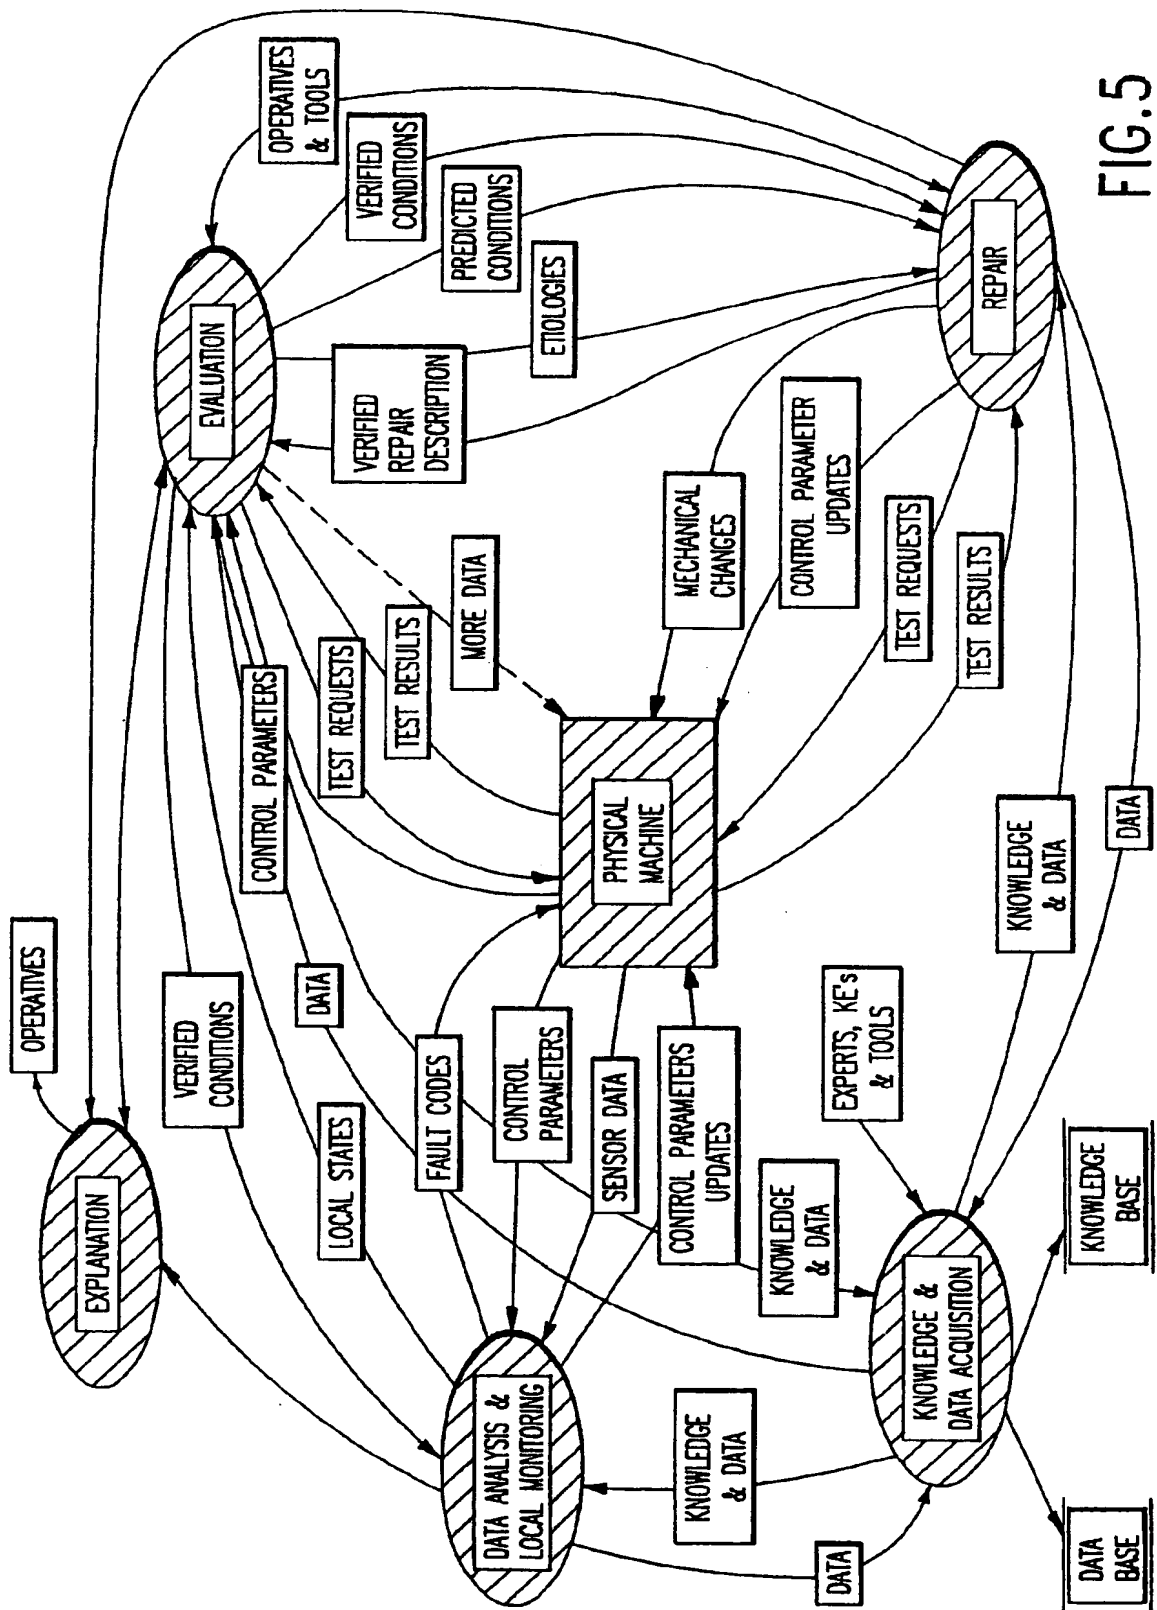 OPERATIVES
EXPLANATION
VERIFIED
CONDITIONS
CONTROL PARAMETERS
EVALUATION
OPERATIVES
& TOOLS
VERIFIED
CONDITIONS
PREDICTED
CONDITIONS
ETIOLOGIES
VERIFIED
REPAIR
DESCRIPTION
TEST REQUESTS
TEST RESULTS
MORE DATA
DATA
LOCAL STATES
FAULT CODES
CONTROL
PARAMETERS
SENSOR DATA
CONTROL PARAMETERS
UPDATES
DATA ANALYSIS &
LOCAL MONITORING
PHYSICAL
MACHINE
MECHANICAL
CHANGES
CONTROL PARAMETER
UPDATES
TEST REQUESTS
TEST RESULTS
REPAIR
KNOWLEDGE
& DATA
DATA
KNOWLEDGE
& DATA
EXPERTS, KE's
& TOOLS
KNOWLEDGE &
DATA ACQUISITION
KNOWLEDGE
& DATA
DATA
DATA
BASE
KNOWLEDGE
BASE
FIG.5